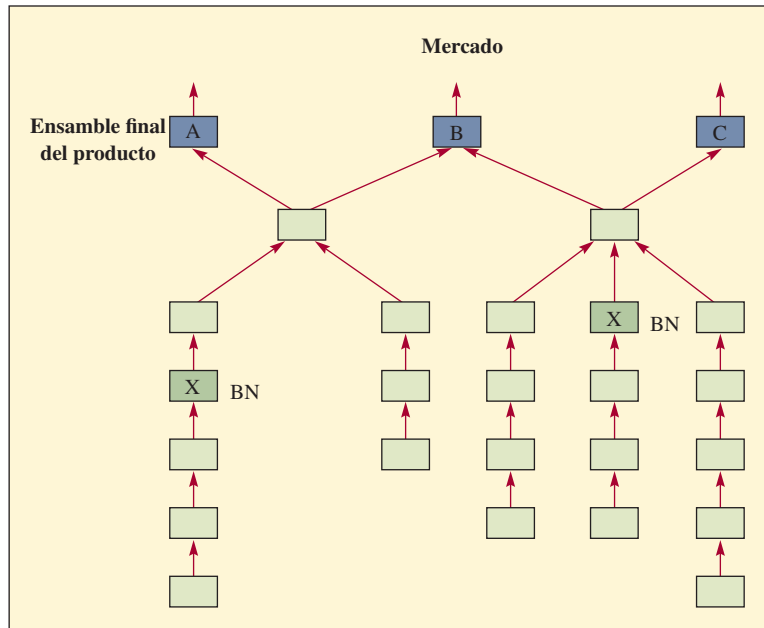 Mercado
Ensamble final
del producto
A
B
C
X
BN
X
BN